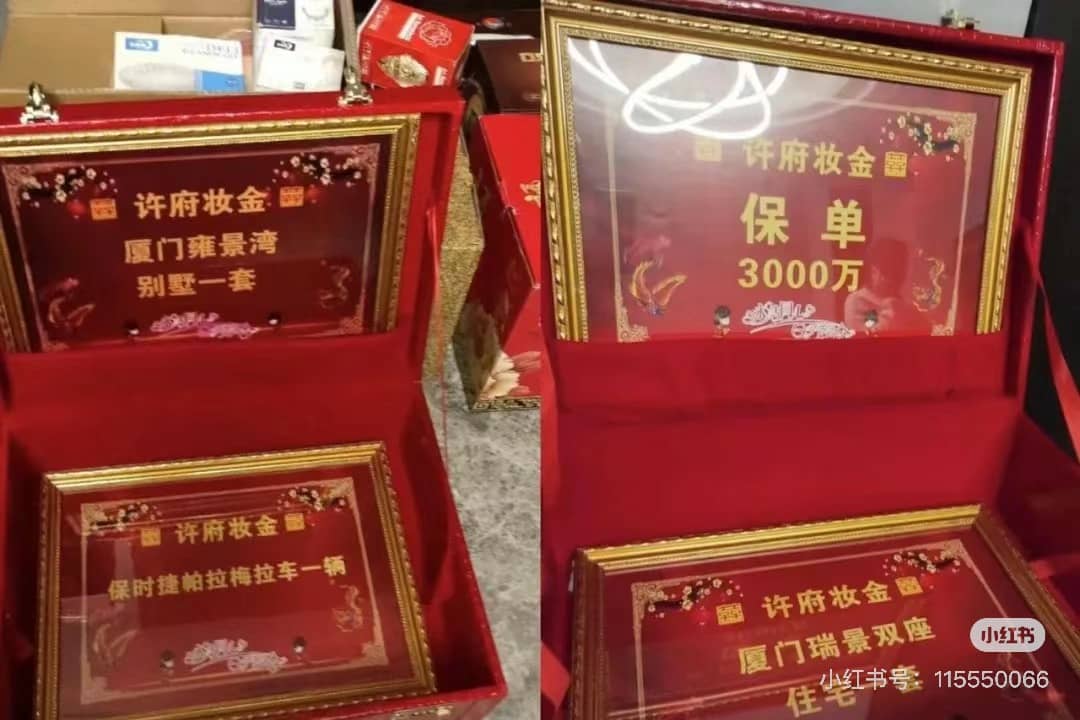 许府妆金
厦门雍景湾
别墅一套
许府妆金
保时捷帕拉梅拉车一辆
许府妆金
保单
3000万
许府妆金
厦门瑞景双座
住宅一套
小红书
小红书号：115550066